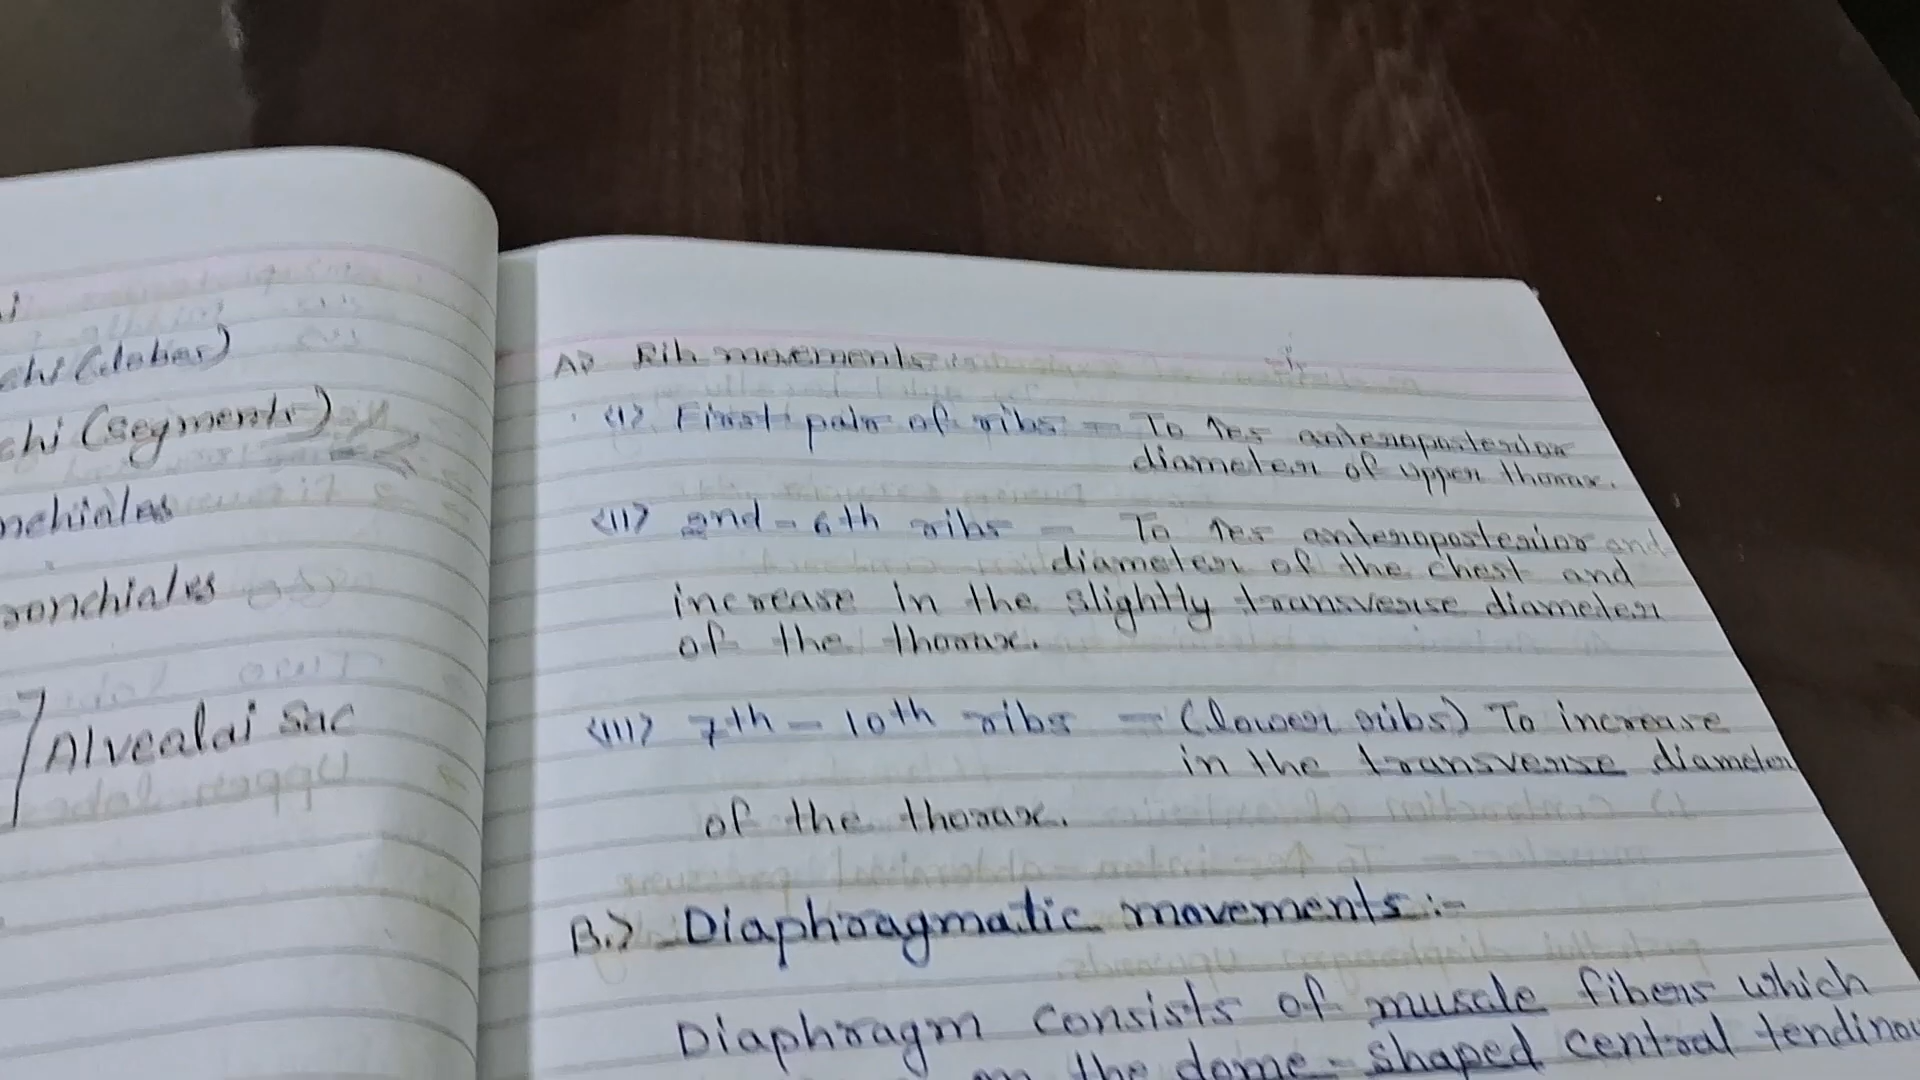 chi (lobes)
chi (segments)
nchioles
ronchioles
Alvealai sac
A) Rib movements
(I) First pair of ribs = To ↑es anteroposterior
diameter of upper thorax.
(II) 2nd - 6th ribs = To ↑es anteroposterior and
diameter of the chest and
increase in the slightly transverse diameter
of the thorax.
(III) 7th - 10th ribs = (lower ribs) To increase
in the transverse diameter
of the thorax.
B.) Diaphragmatic movements :-
Diaphragm consists of muscle fibers which
on the dome-shaped central tendinou